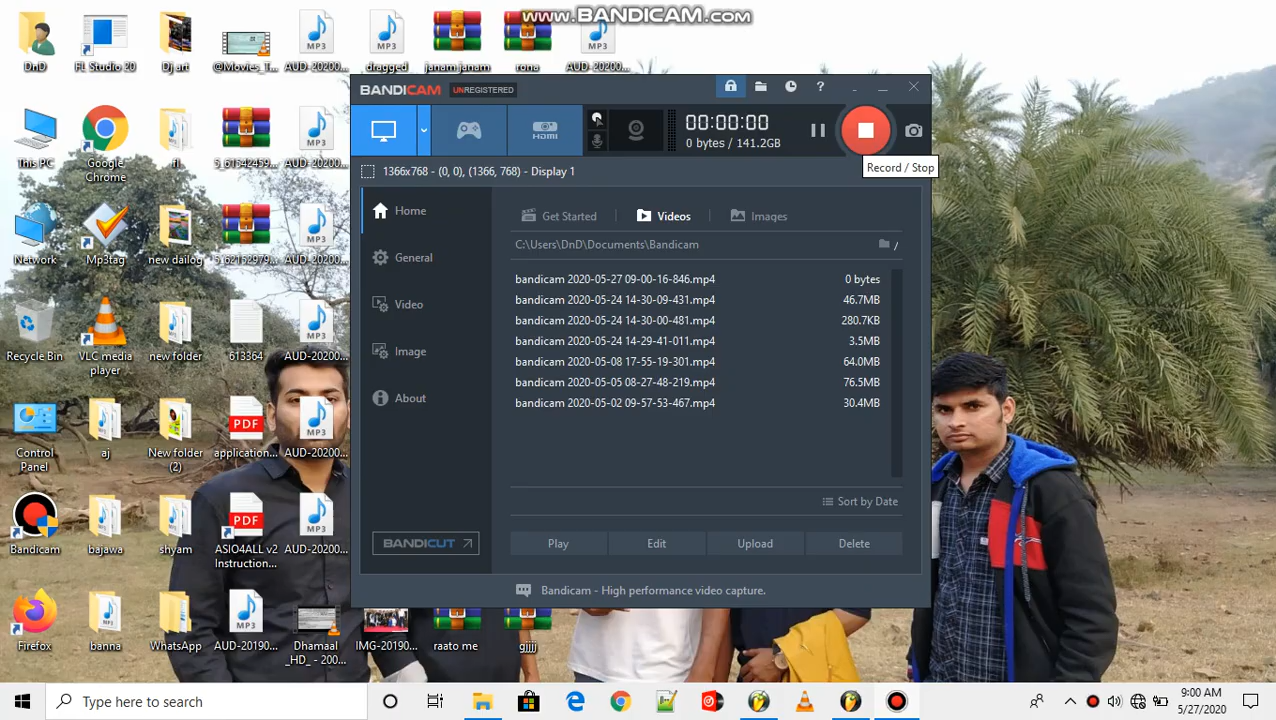 www.BANDICAM.com
DnD
FL Studio 20
Dj art
@Movies_T...
AUD-20200...
dragged
janam janam
rona
AUD-20200...
BANDICAM UNREGISTERED
HDMI
00:00:00
0 bytes / 141.2GB
Record / Stop
1366x768 - (0, 0), (1366, 768) - Display 1
This PC
Google Chrome
fl
5_61542459...
AUD-20200...
Home
General
Video
Image
About
Get Started
Videos
Images
C:\Users\DnD\Documents\Bandicam
/
bandicam 2020-05-27 09-00-16-846.mp4 0 bytes
bandicam 2020-05-24 14-30-09-431.mp4 46.7MB
bandicam 2020-05-24 14-30-00-481.mp4 280.7KB
bandicam 2020-05-24 14-29-41-011.mp4 3.5MB
bandicam 2020-05-08 17-55-19-301.mp4 64.0MB
bandicam 2020-05-05 08-27-48-219.mp4 76.5MB
bandicam 2020-05-02 09-57-53-467.mp4 30.4MB
Sort by Date
BANDICUT
Play
Edit
Upload
Delete
Bandicam - High performance video capture.
Network
Mp3tag
new dailog
5_62152979...
AUD-20200...
Recycle Bin
VLC media player
new folder
613364
AUD-20200...
Control Panel
aj
New folder (2)
application...
AUD-20200...
Bandicam
bajawa
shyam
ASIO4ALL v2 Instruction...
AUD-20200...
Firefox
banna
WhatsApp
AUD-20190...
Dhamaal _HD_ - 200...
IMG-20190...
raato me
gjjjj
Type here to search
9:00 AM
5/27/2020